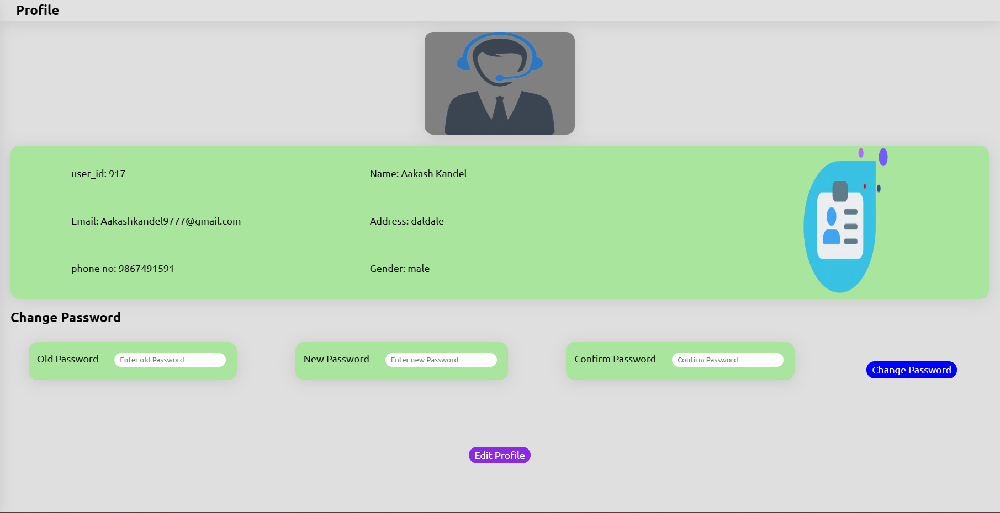 Profile
user_id: 917
Name: Aakash Kandel
Email: Aakashkandel9777@gmail.com
Address: daldale
phone no: 9867491591
Gender: male
Change Password
Old Password
Enter old Password
New Password
Enter new Password
Confirm Password
Confirm Password
Change Password
Edit Profile